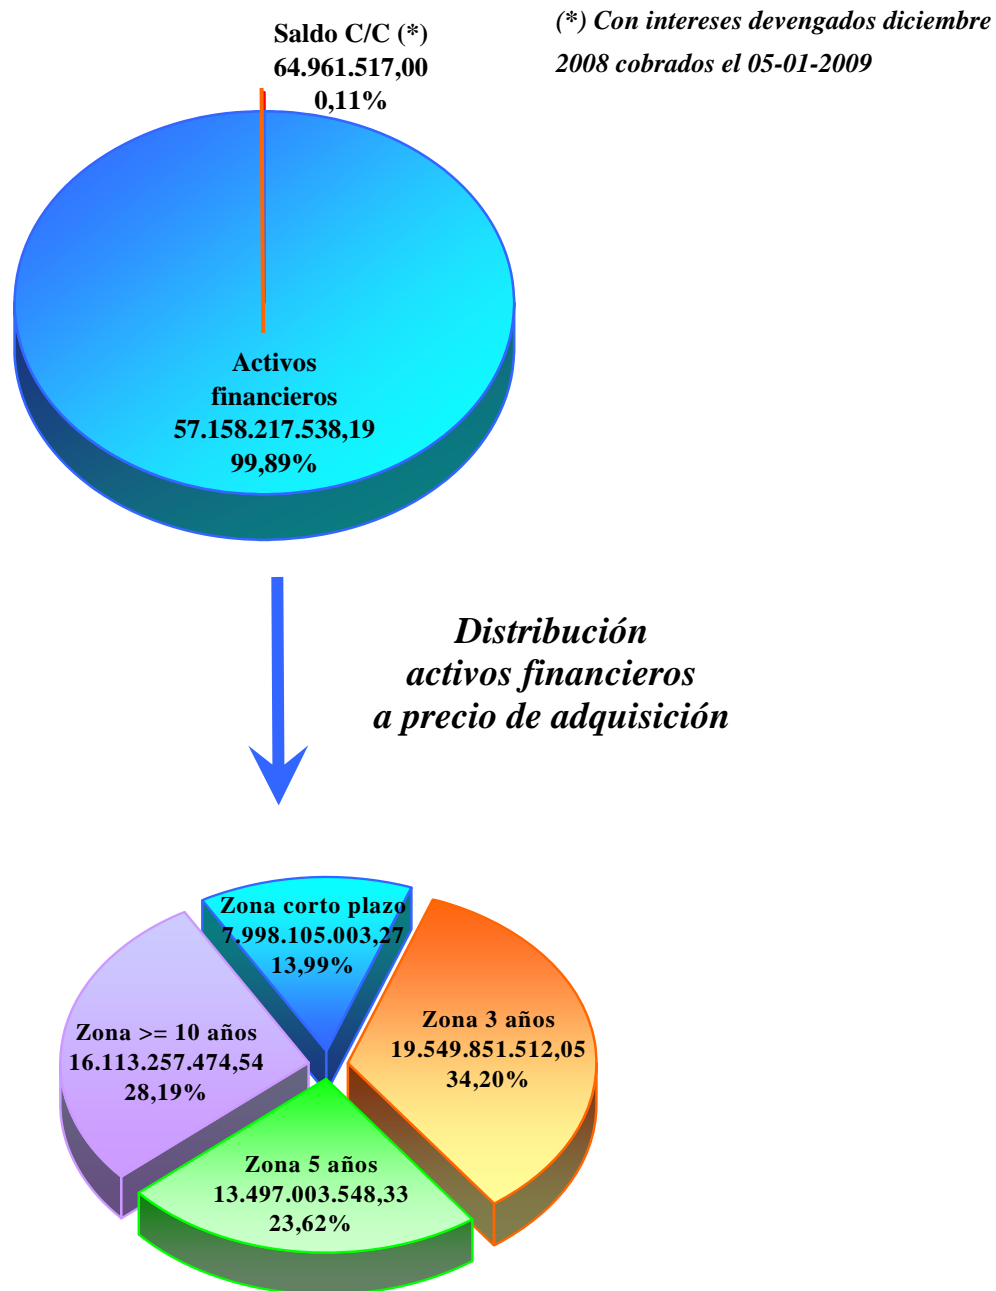 Saldo C/C (*)
64.961.517,00
0,11%
(*) Con intereses devengados diciembre
2008 cobrados el 05-01-2009
Activos
financieros
57.158.217.538,19
99,89%
Distribución
activos financieros
a precio de adquisición
Zona corto plazo
7.998.105.003,27
13,99%
Zona 3 años
19.549.851.512,05
34,20%
Zona >= 10 años
16.113.257.474,54
28,19%
Zona 5 años
13.497.003.548,33
23,62%